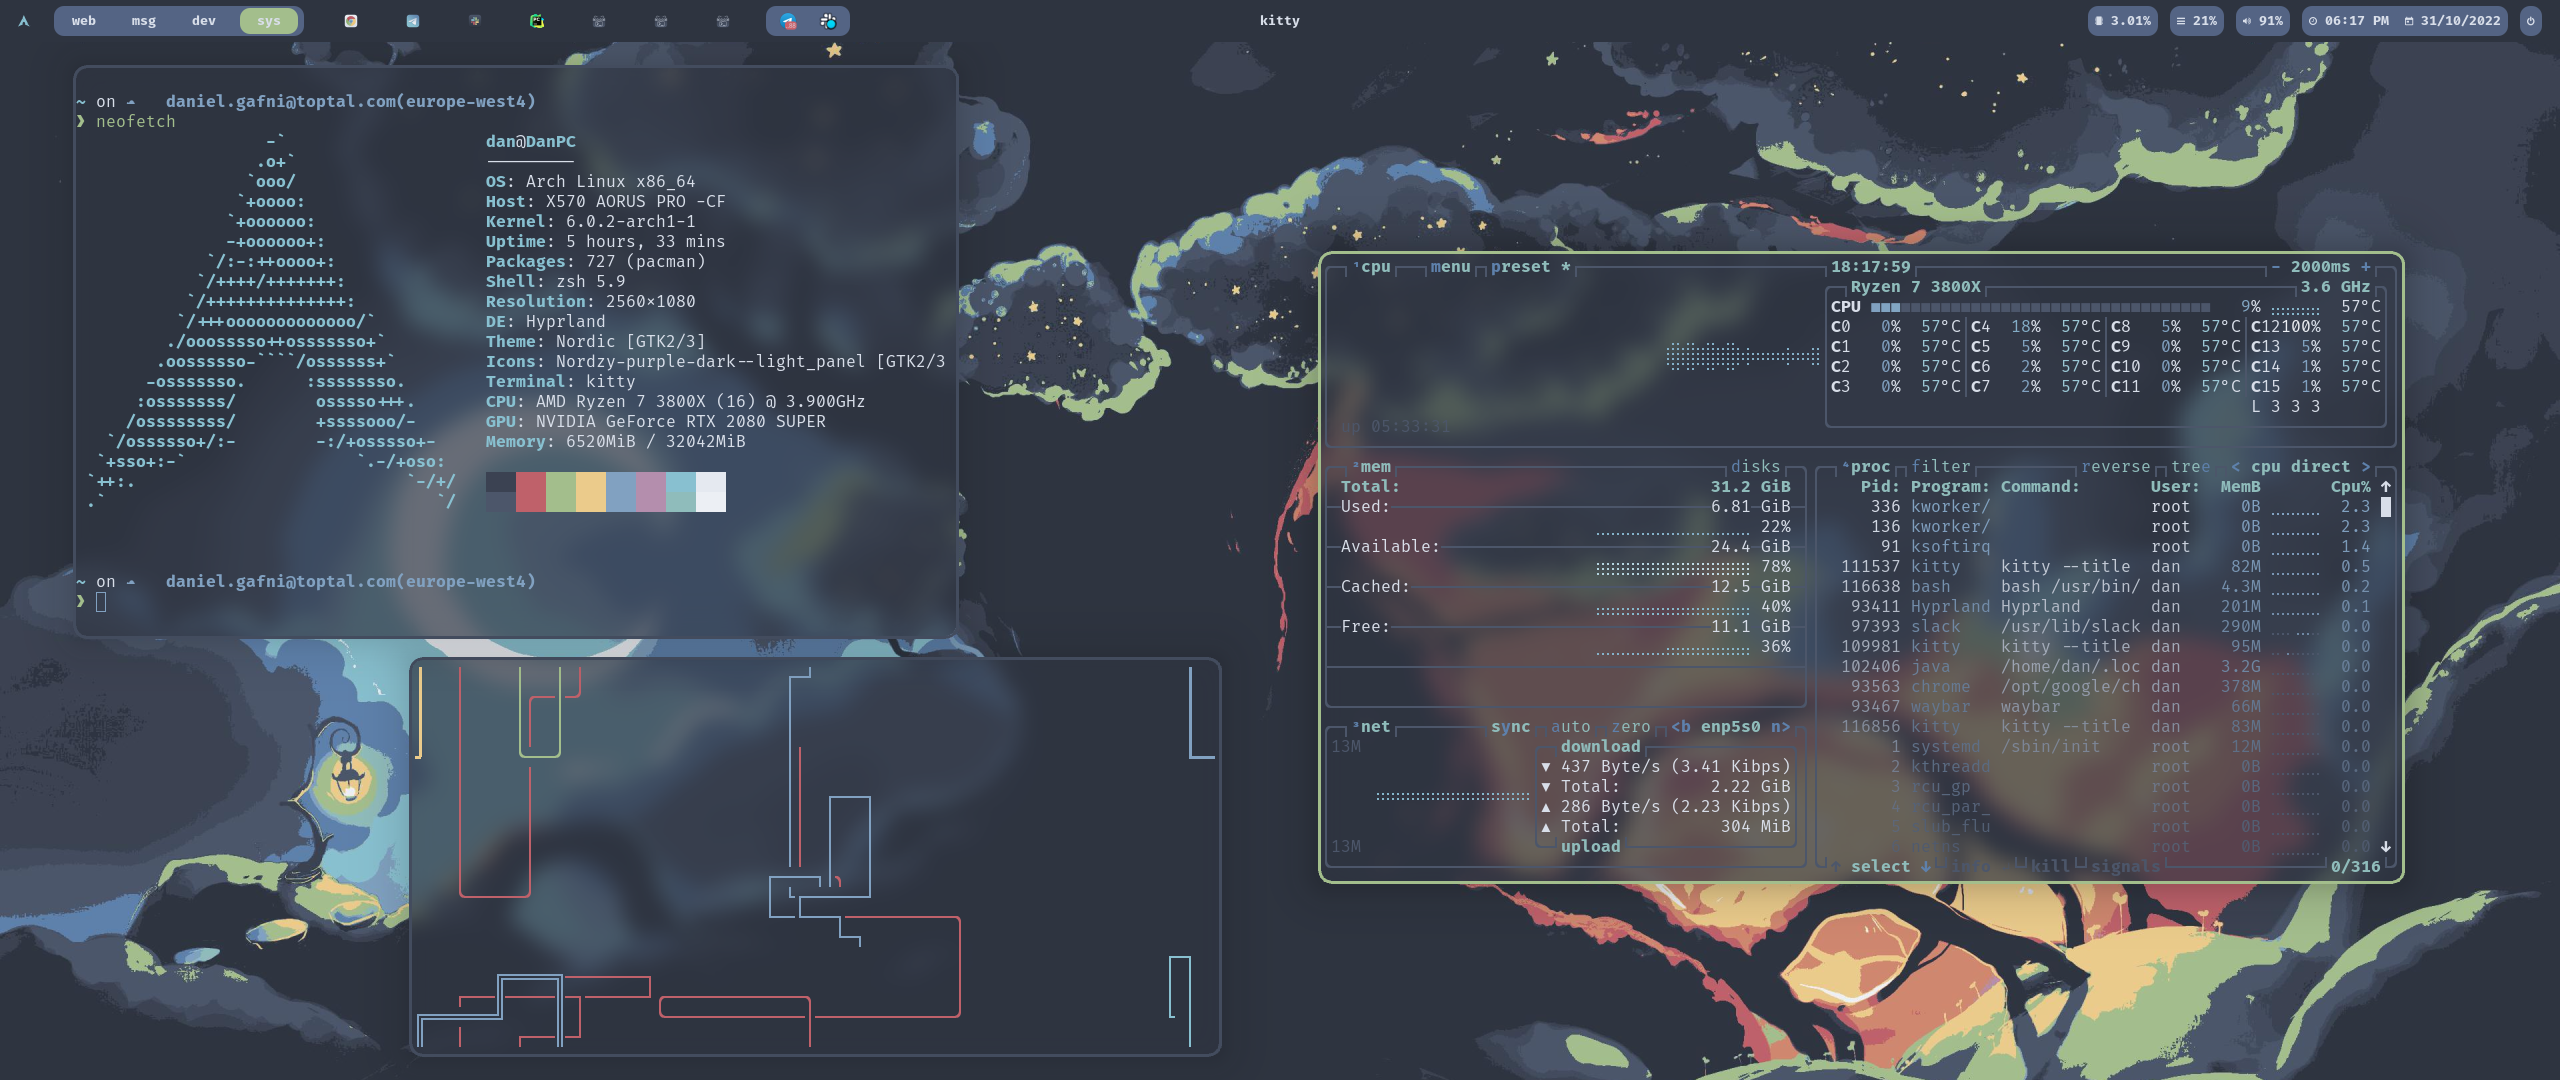 web msg dev sys
kitty
3.01% 21% 91% 06:17 PM 31/10/2022
~ on daniel.gafni@toptal.com(europe-west4)
❯ neofetch
dan@DanPC
OS: Arch Linux x86_64
Host: X570 AORUS PRO -CF
Kernel: 6.0.2-arch1-1
Uptime: 5 hours, 33 mins
Packages: 727 (pacman)
Shell: zsh 5.9
Resolution: 2560×1080
DE: Hyprland
Theme: Nordic [GTK2/3]
Icons: Nordzy-purple-dark--light_panel [GTK2/3
Terminal: kitty
CPU: AMD Ryzen 7 3800X (16) @ 3.900GHz
GPU: NVIDIA GeForce RTX 2080 SUPER
Memory: 6520MiB / 32042MiB
~ on daniel.gafni@toptal.com(europe-west4)
❯
¹cpu menu preset * 18:17:59 - 2000ms +
Ryzen 7 3800X 3.6 GHz
CPU 9% 57°C
C0 0% 57°C C4 18% 57°C C8 5% 57°C C12100% 57°C
C1 0% 57°C C5 5% 57°C C9 0% 57°C C13 5% 57°C
C2 0% 57°C C6 2% 57°C C10 0% 57°C C14 1% 57°C
C3 0% 57°C C7 2% 57°C C11 0% 57°C C15 1% 57°C
L 3 3 3
up 05:33:31
²mem disks
Total: 31.2 GiB
Used: 6.81 GiB
22%
Available: 24.4 GiB
78%
Cached: 12.5 GiB
40%
Free: 11.1 GiB
36%
³net sync auto zero <b enp5s0 n>
13M
download
▼ 437 Byte/s (3.41 Kibps)
▼ Total: 2.22 GiB
▲ 286 Byte/s (2.23 Kibps)
▲ Total: 304 MiB
13M
upload
⁴proc filter reverse tree < cpu direct >
Pid: Program: Command: User: MemB Cpu% ↑
336 kworker/ root 0B 2.3
136 kworker/ root 0B 2.3
91 ksoftirq root 0B 1.4
111537 kitty kitty --title dan 82M 0.5
116638 bash bash /usr/bin/ dan 4.3M 0.2
93411 Hyprland Hyprland dan 201M 0.1
97393 slack /usr/lib/slack dan 290M 0.0
109981 kitty kitty --title dan 95M 0.0
102406 java /home/dan/.loc dan 3.2G 0.0
93563 chrome /opt/google/ch dan 378M 0.0
93467 waybar waybar dan 66M 0.0
116856 kitty kitty --title dan 83M 0.0
1 systemd /sbin/init root 12M 0.0
2 kthreadd root 0B 0.0
3 rcu_gp root 0B 0.0
4 rcu_par_ root 0B 0.0
root 0B 0.0
root 0B 0.0
↑ select ↓ info kill signals 0/316